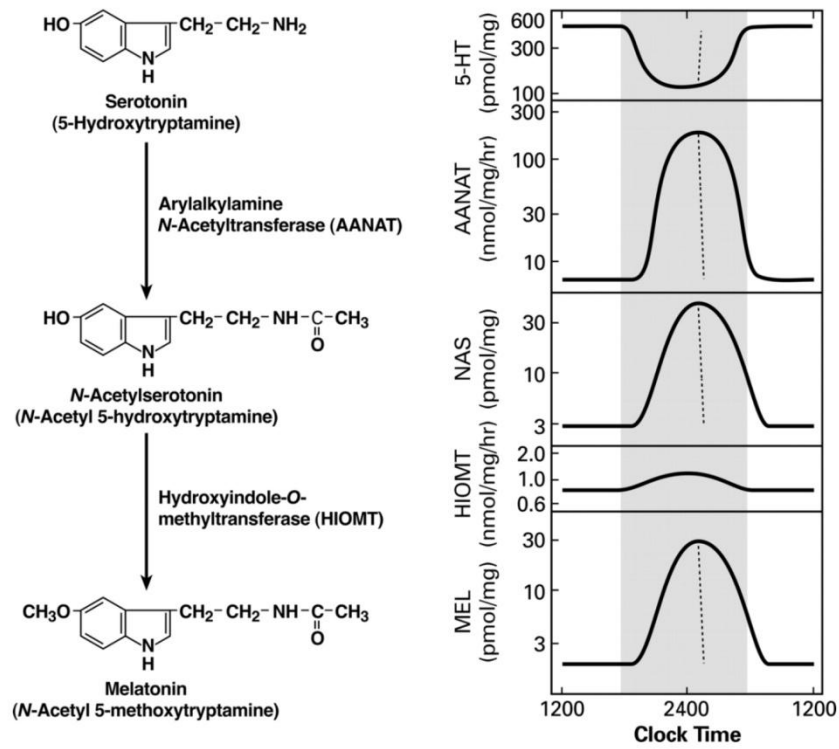 HO
CH2-CH2-NH2
N
H
Serotonin
(5-Hydroxytryptamine)
Arylalkylamine
N-Acetyltransferase (AANAT)
HO
CH2-CH2-NH-C-CH3
O
N
H
N-Acetylserotonin
(N-Acetyl 5-hydroxytryptamine)
Hydroxyindole-O-
methyltransferase (HIOMT)
CH3O
CH2-CH2-NH-C-CH3
O
N
H
Melatonin
(N-Acetyl 5-methoxytryptamine)
5-HT
(pmol/mg)
600
300
100
AANAT
(nmol/mg/hr)
300
100
30
10
NAS
(pmol/mg)
30
10
3
HIOMT
(nmol/mg/hr)
2.0
1.0
0.6
MEL
(pmol/mg)
30
10
3
1200 2400 1200
Clock Time